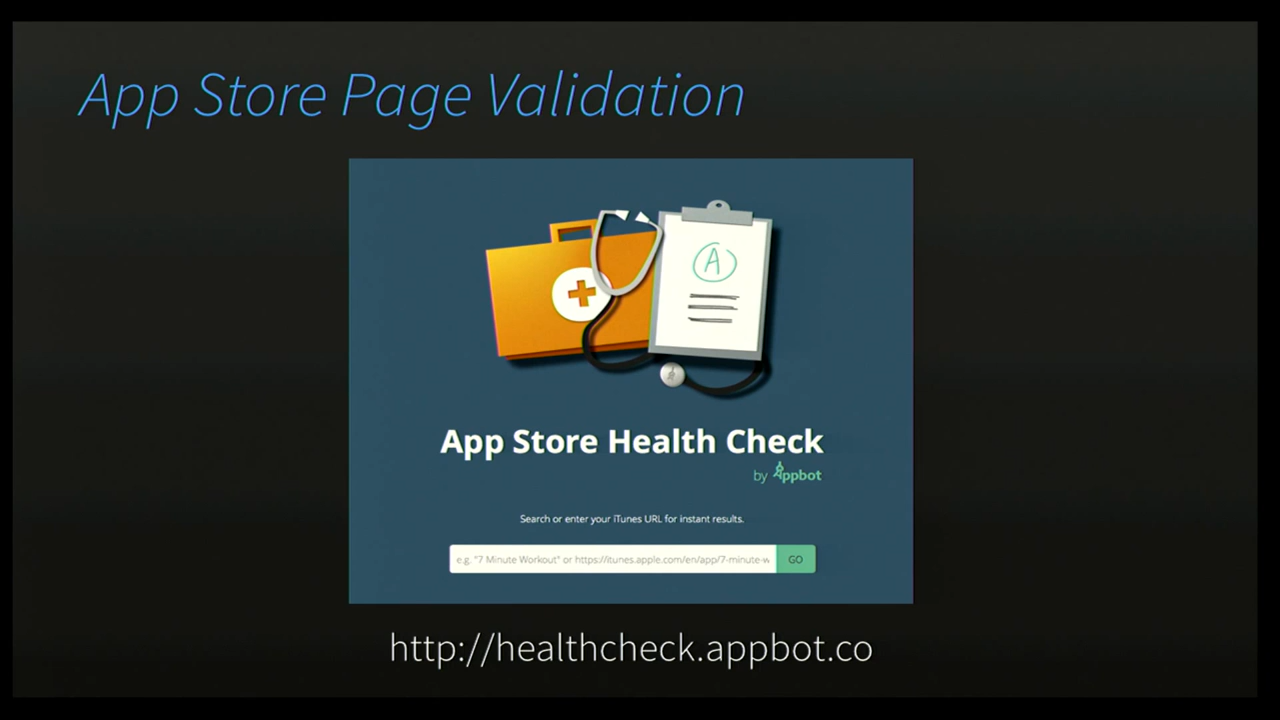 App Store Page Validation
A
App Store Health Check
by Appbot
Search or enter your iTunes URL for instant results.
e.g. "7 Minute Workout" or https://itunes.apple.com/en/app/7-minute-w
GO
http://healthcheck.appbot.co